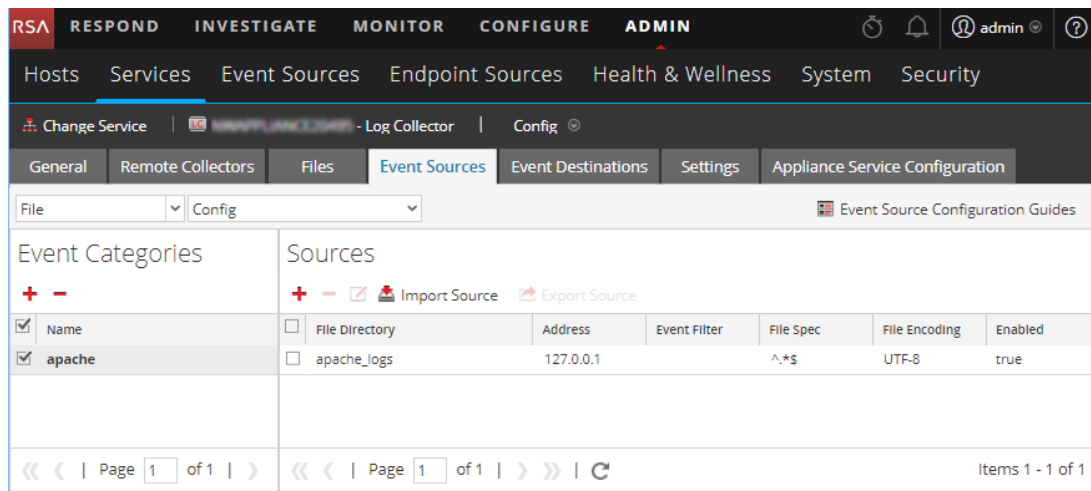 RSA RESPOND INVESTIGATE MONITOR CONFIGURE ADMIN admin ?
Hosts Services Event Sources Endpoint Sources Health & Wellness System Security
Change Service | LC - Log Collector | Config
General Remote Collectors Files Event Sources Event Destinations Settings Appliance Service Configuration
File Config Event Source Configuration Guides
Event Categories Sources
+ − + − Import Source Export Source
Name File Directory Address Event Filter File Spec File Encoding Enabled
apache apache_logs 127.0.0.1 ^.*$ UTF-8 true
| Page 1 of 1 | | Page 1 of 1 | | Items 1 - 1 of 1